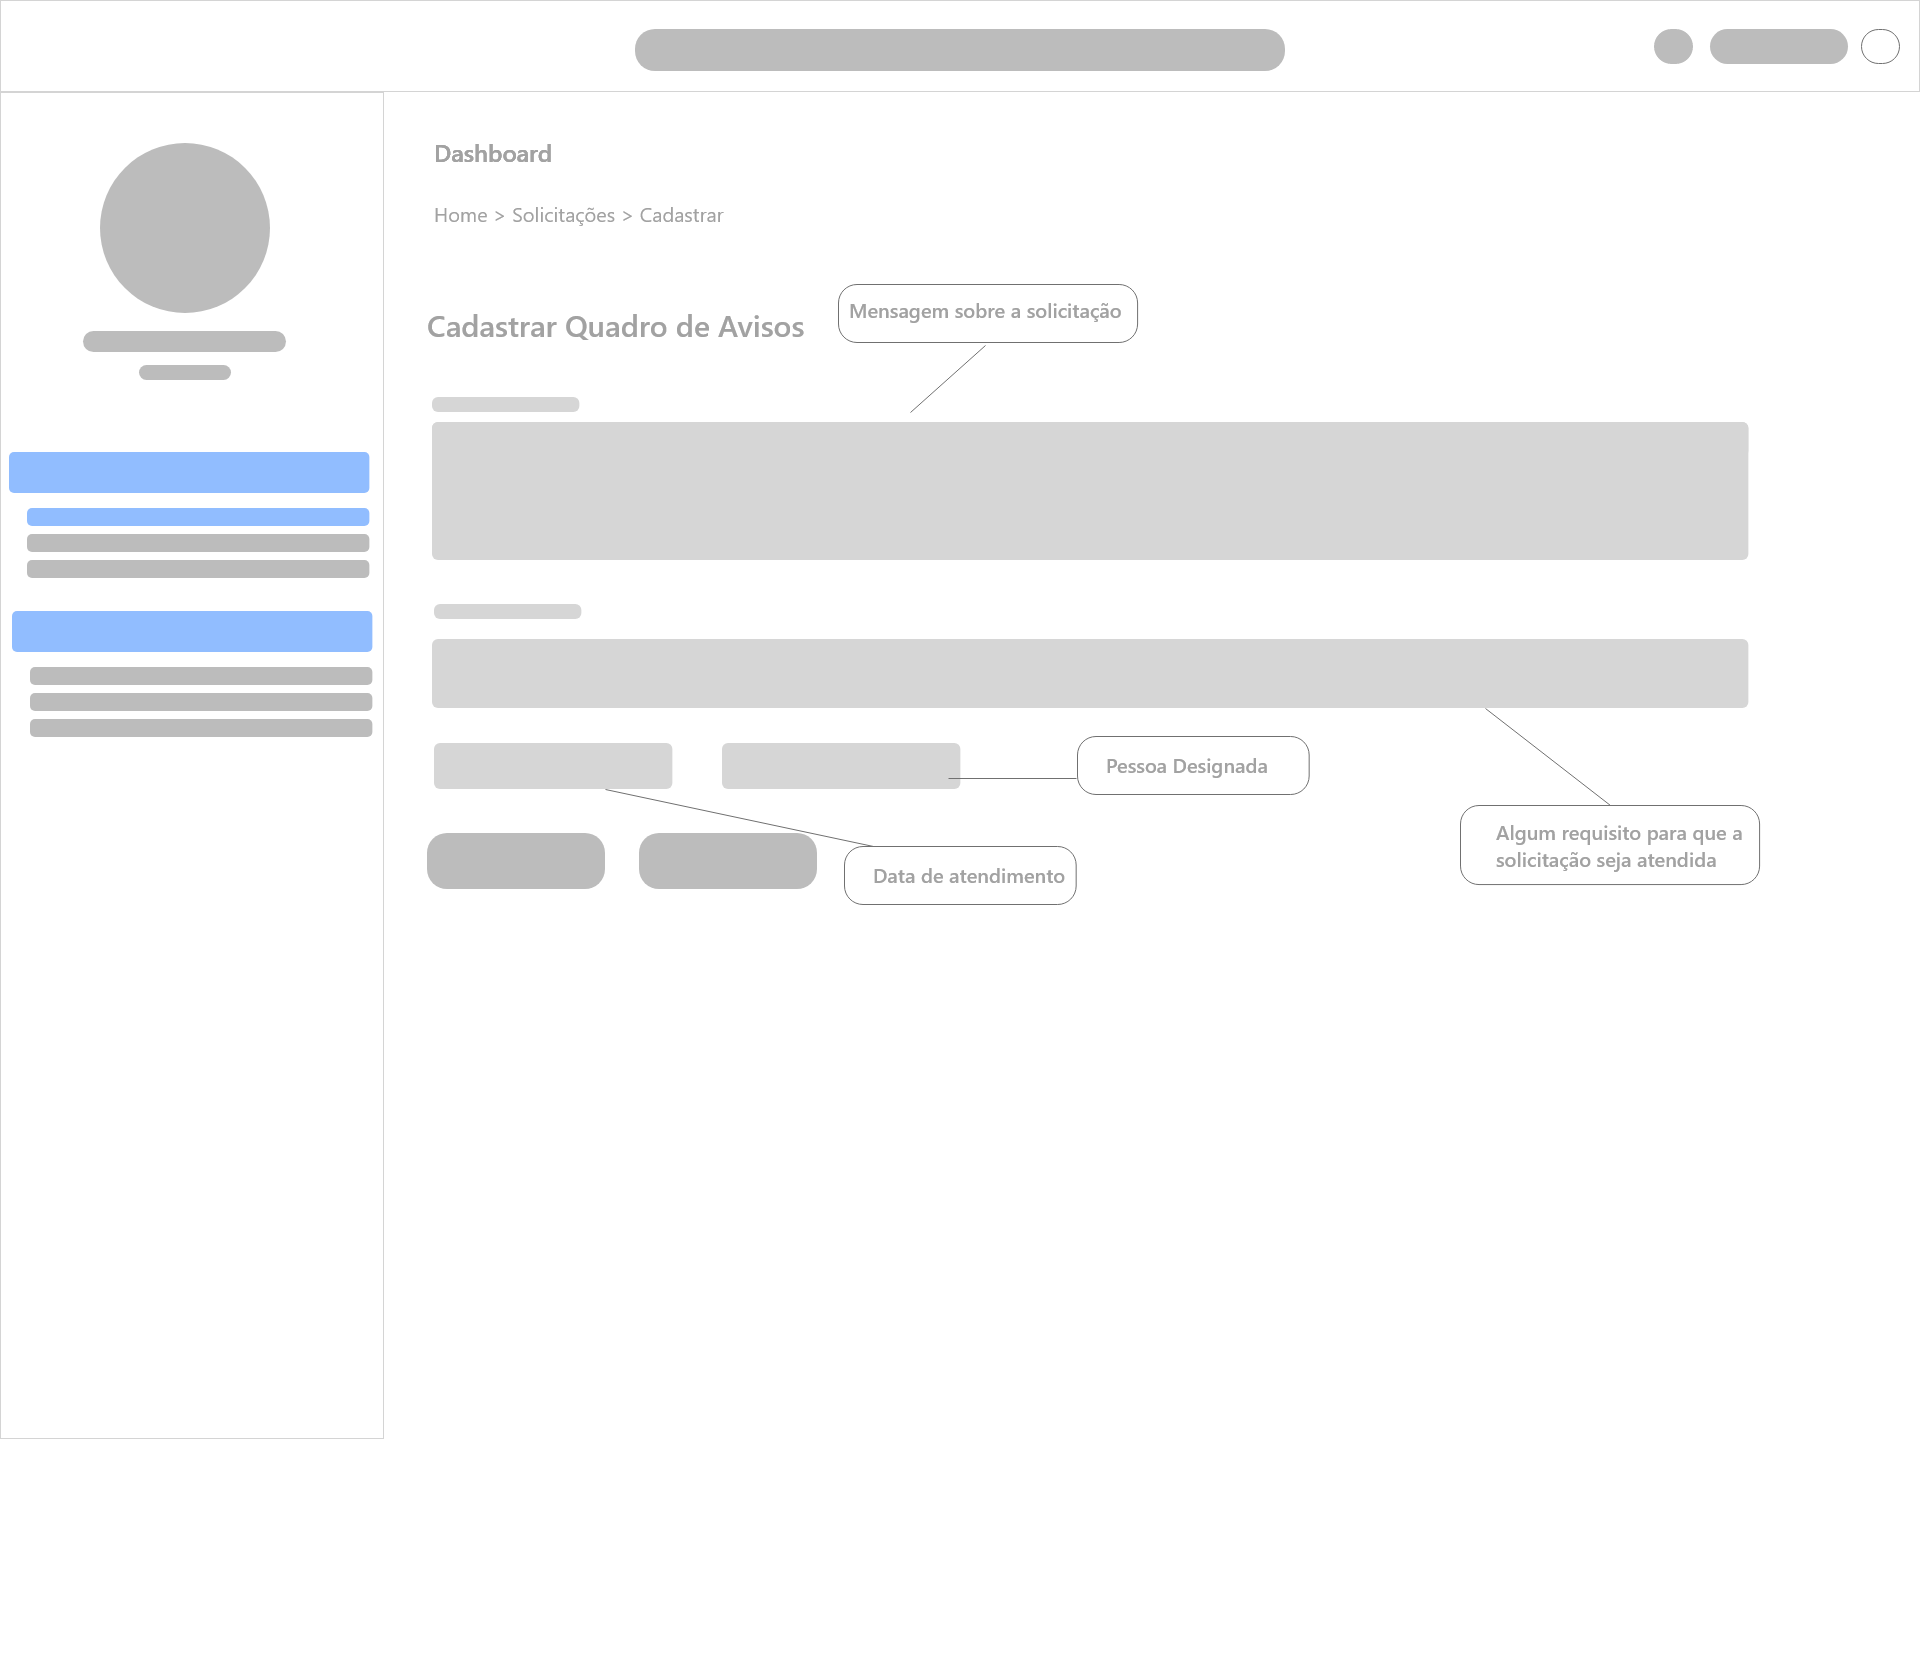 Dashboard
Home > Solicitações > Cadastrar
Mensagem sobre a solicitação
Cadastrar Quadro de Avisos
Pessoa Designada
Algum requisito para que a
solicitação seja atendida
Data de atendimento